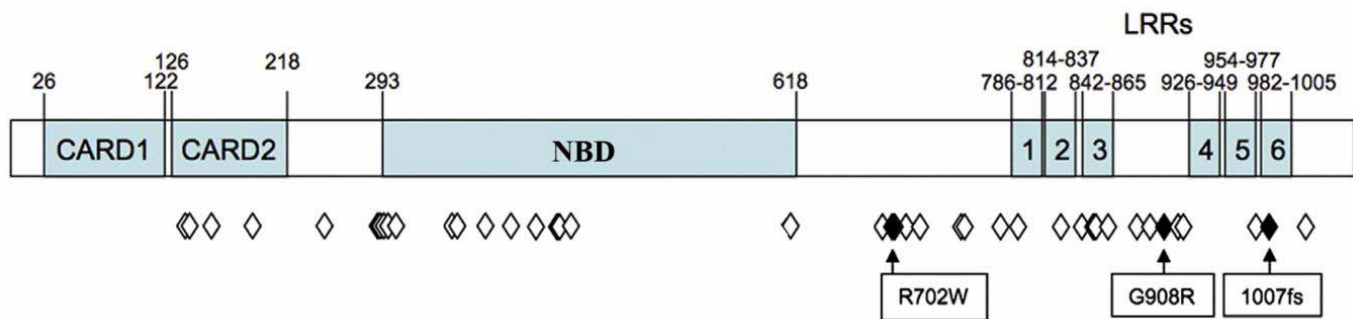 LRRs
126 218 814-837 954-977
26 122 293 618 786-812 842-865 926-949 982-1005
CARD1 CARD2 NBD 1 2 3 4 5 6
R702W G908R 1007fs